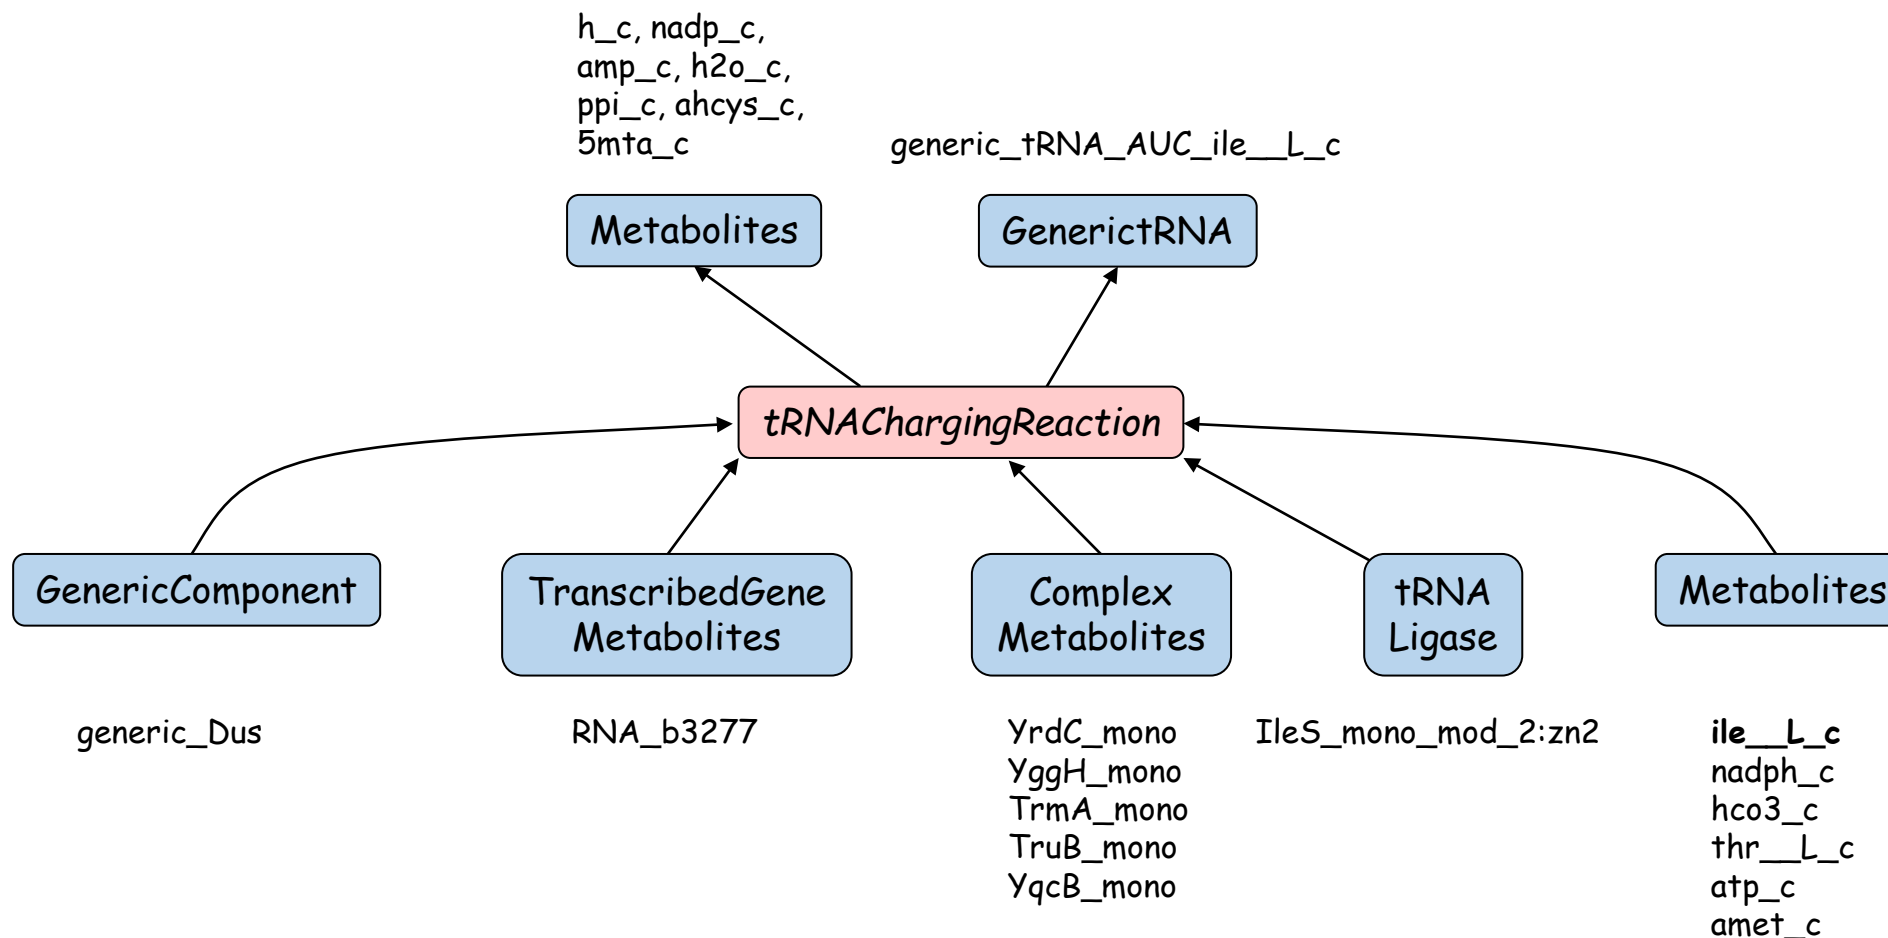 h_c, nadp_c,
amp_c, h2o_c,
ppi_c, ahcys_c,
5mta_c
generic_tRNA_AUC_ile__L_c
Metabolites
GenerictRNA
tRNAChargingReaction
GenericComponent
TranscribedGene
Metabolites
Complex
Metabolites
tRNA
Ligase
Metabolites
generic_Dus
RNA_b3277
YrdC_mono
YggH_mono
TrmA_mono
TruB_mono
YqcB_mono
IleS_mono_mod_2:zn2
ile__L_c
nadph_c
hco3_c
thr__L_c
atp_c
amet_c